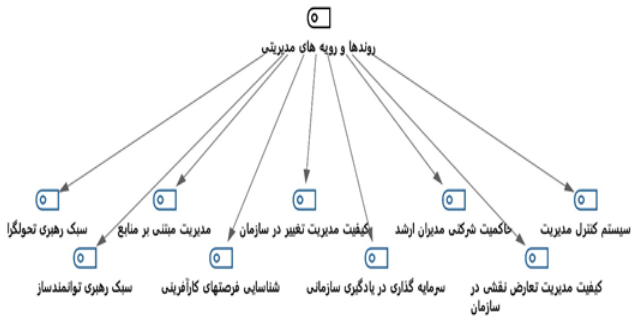 روندها و رویه های مدیریتی
سیستم کنترل مدیریت
حاکمیت شرکتی مدیران ارشد
کیفیت مدیریت تغییر در سازمان
مدیریت مبتنی بر منابع
سبک رهبری تحولگرا
کیفیت مدیریت تعارض نقشی در
سازمان
سرمایه گذاری در یادگیری سازمانی
شناسایی فرصتهای کارآفرینی
سبک رهبری توانمندساز